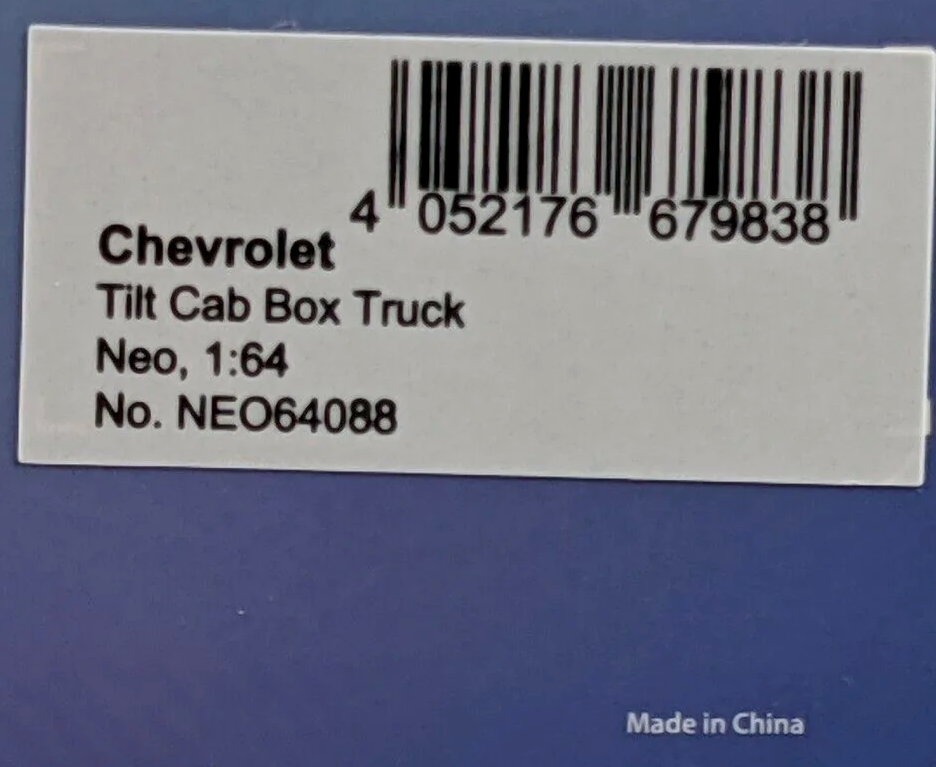 4 052176 679838
Chevrolet
Tilt Cab Box Truck
Neo, 1:64
No. NEO64088
Made in China